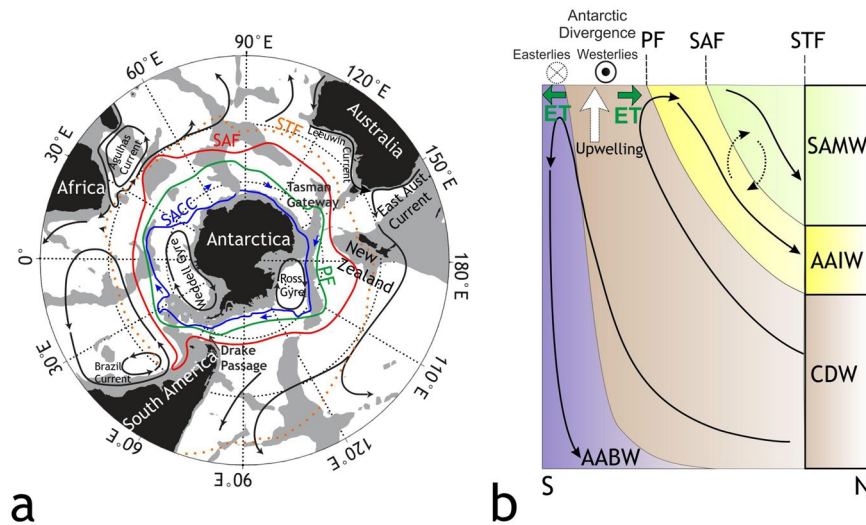 90°E
60°E
120°E
30°E
Agulhas
Current
STF
SAF
Leeuwin Current
Australia
150°E
Africa
Tasman
Gateway
East Aust.
Current
SACC
Antarctica
0°
Weddell Gyre
Ross
Gyre
PF
New
Zealand
180°E
Drake
Passage
Brazil
Current
South America
30°E
110°E
60°E
120°E
90°E
a
Antarctic
Divergence
Easterlies
Westerlies
PF
SAF
STF
ET
ET
Upwelling
SAMW
AAIW
CDW
AABW
S
N
b